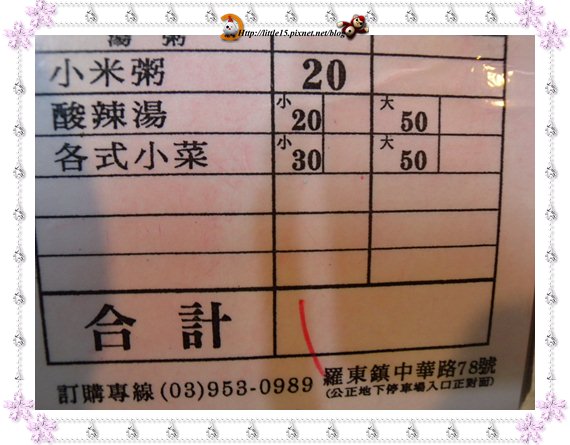 Http://little15.pixnet.net/blog
湯 粥
小米粥 20
酸辣湯 小 20 大 50
各式小菜 小 30 大 50
合 計
訂購專線(03)953-0989 羅東鎮中華路78號
(公正地下停車場入口正對面)